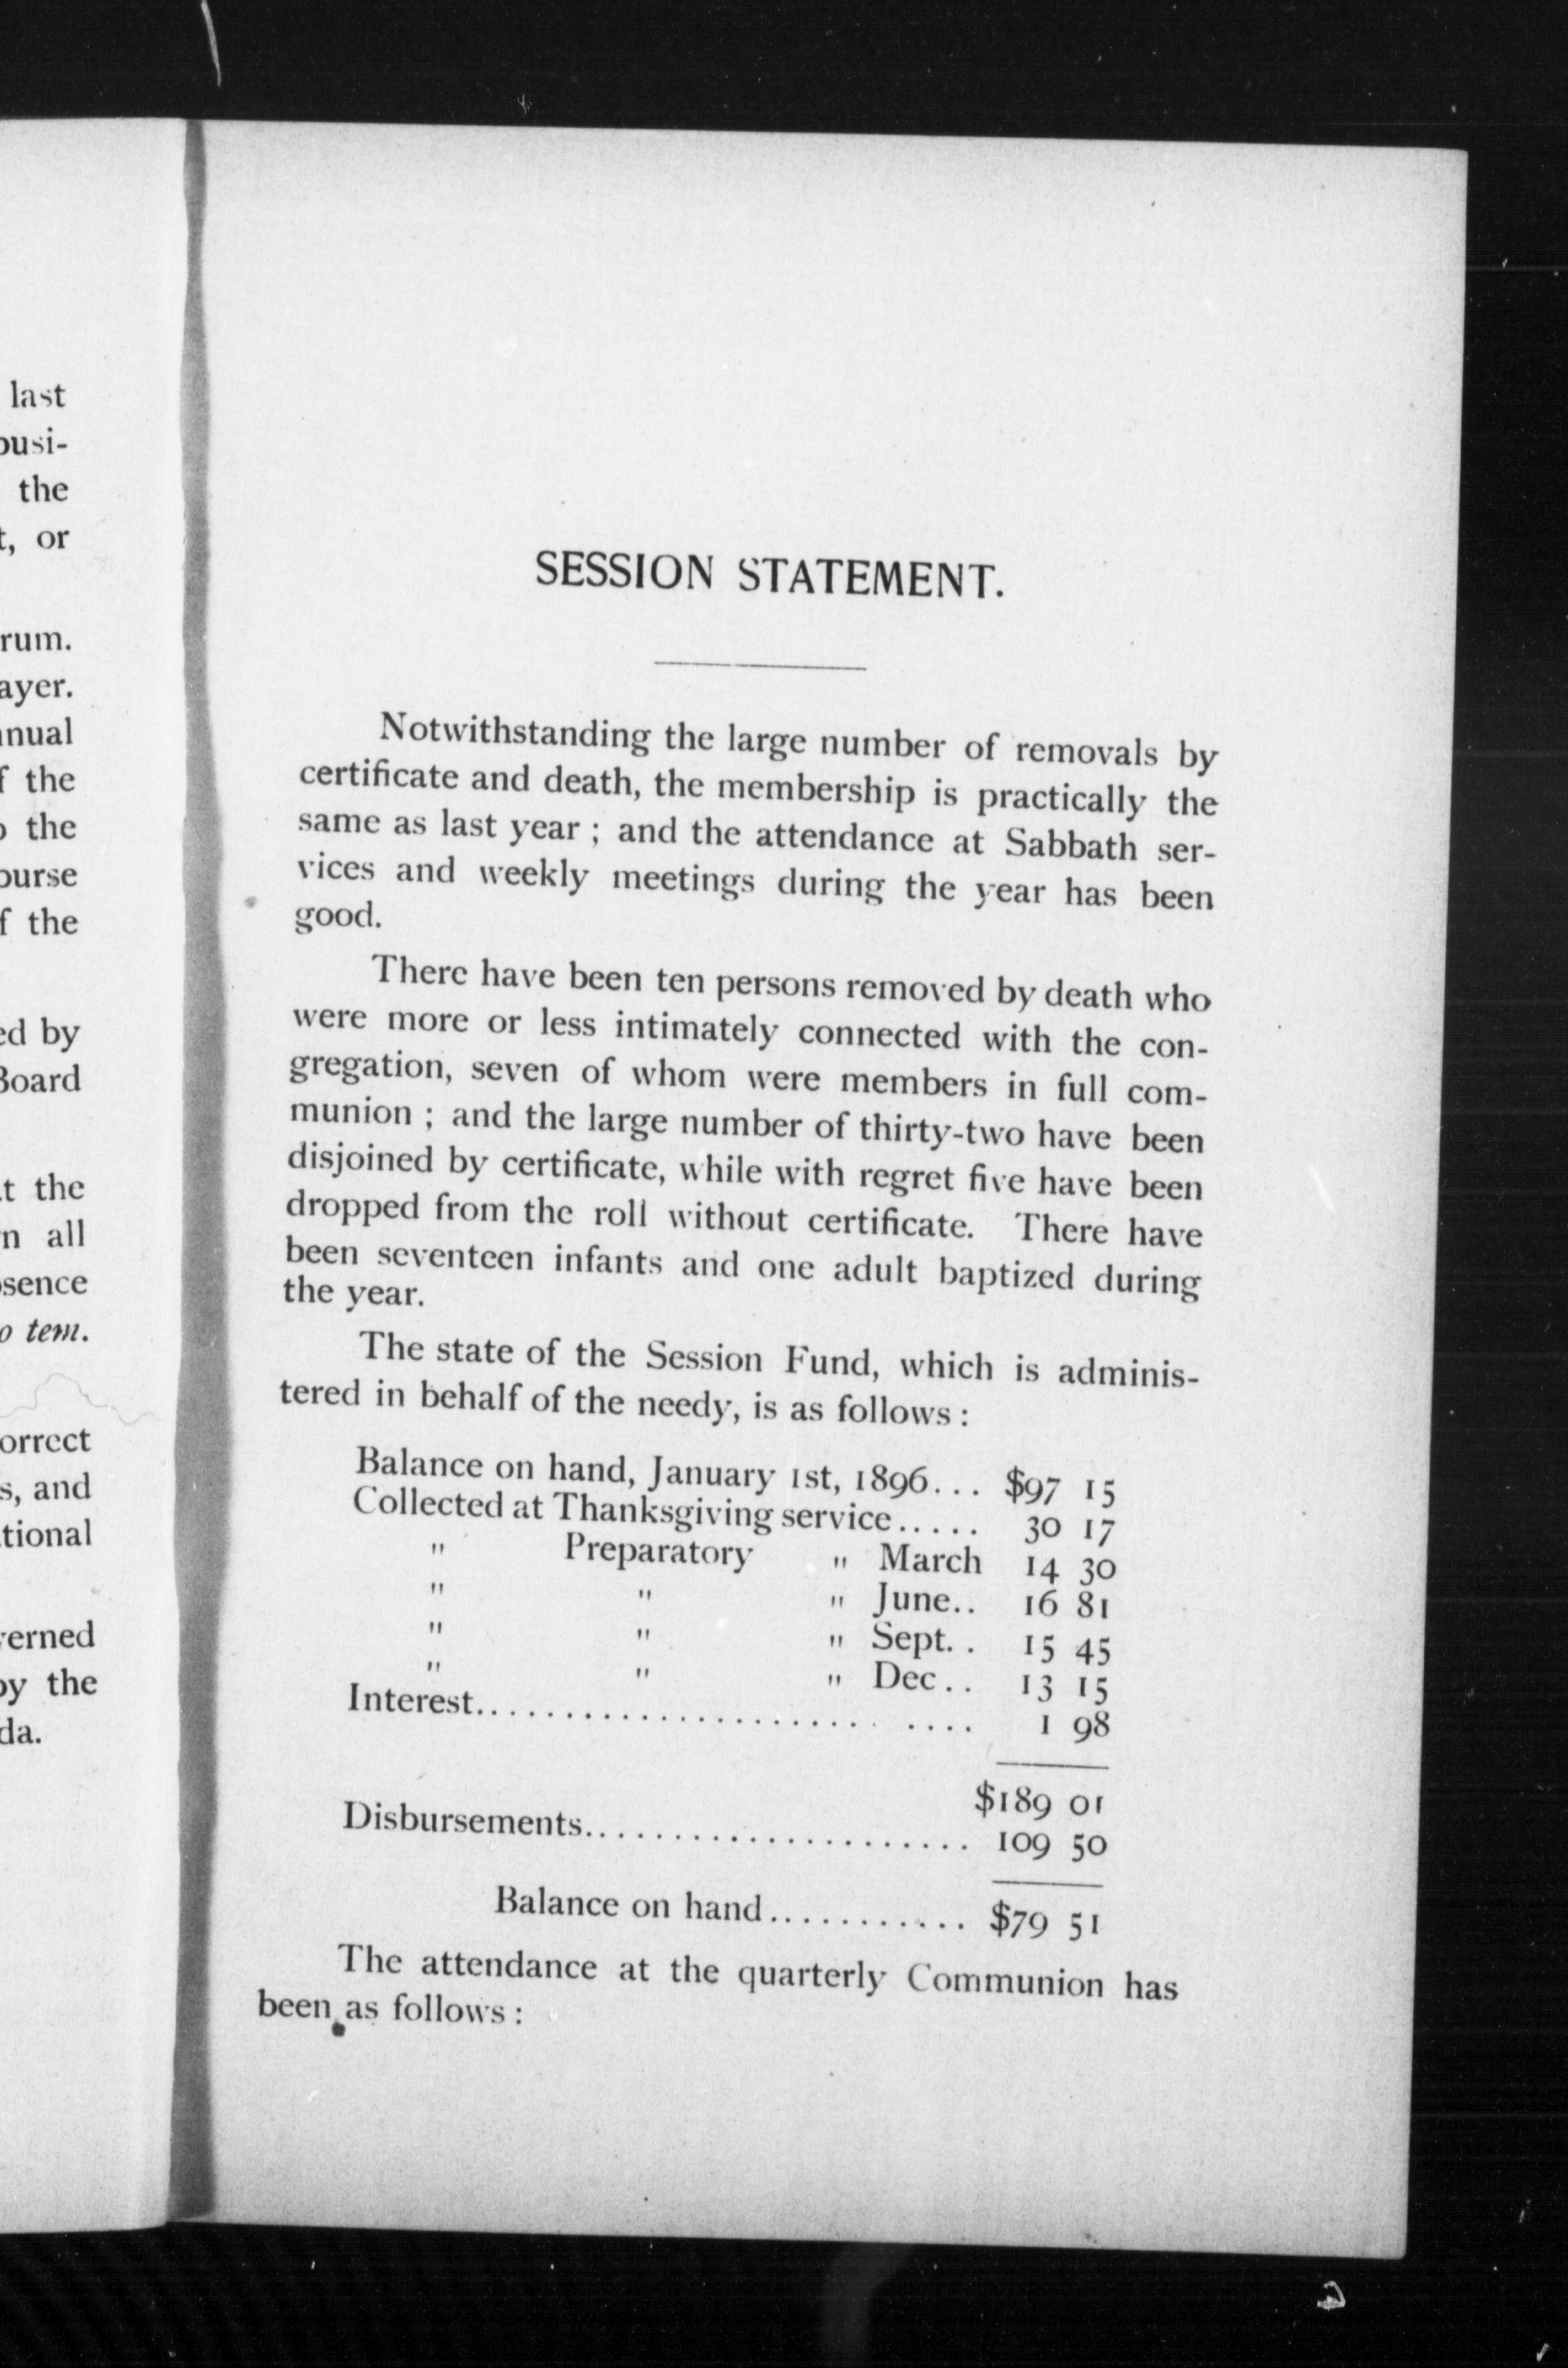 last
busi-
the
t, or
rum.
ayer.
nnual
f the
o the
ourse
f the
ed by
Board
t the
n all
sence
o tem.
orrect
s, and
tional
erned
by the
da.
SESSION STATEMENT.
Notwithstanding the large number of removals by
certificate and death, the membership is practically the
same as last year ; and the attendance at Sabbath ser-
vices and weekly meetings during the year has been
good.
There have been ten persons removed by death who
were more or less intimately connected with the con-
gregation, seven of whom were members in full com-
munion ; and the large number of thirty-two have been
disjoined by certificate, while with regret five have been
dropped from the roll without certificate. There have
been seventeen infants and one adult baptized during
the year.
The state of the Session Fund, which is adminis-
tered in behalf of the needy, is as follows :
Balance on hand, January 1st, 1896... $97 15
Collected at Thanksgiving service..... 30 17
" Preparatory " March 14 30
" " " June.. 16 81
" " " Sept. . 15 45
" " " Dec.. 13 15
Interest........................... 1 98
$189 01
Disbursements...................... 109 50
Balance on hand............ $79 51
The attendance at the quarterly Communion has
been as follows :